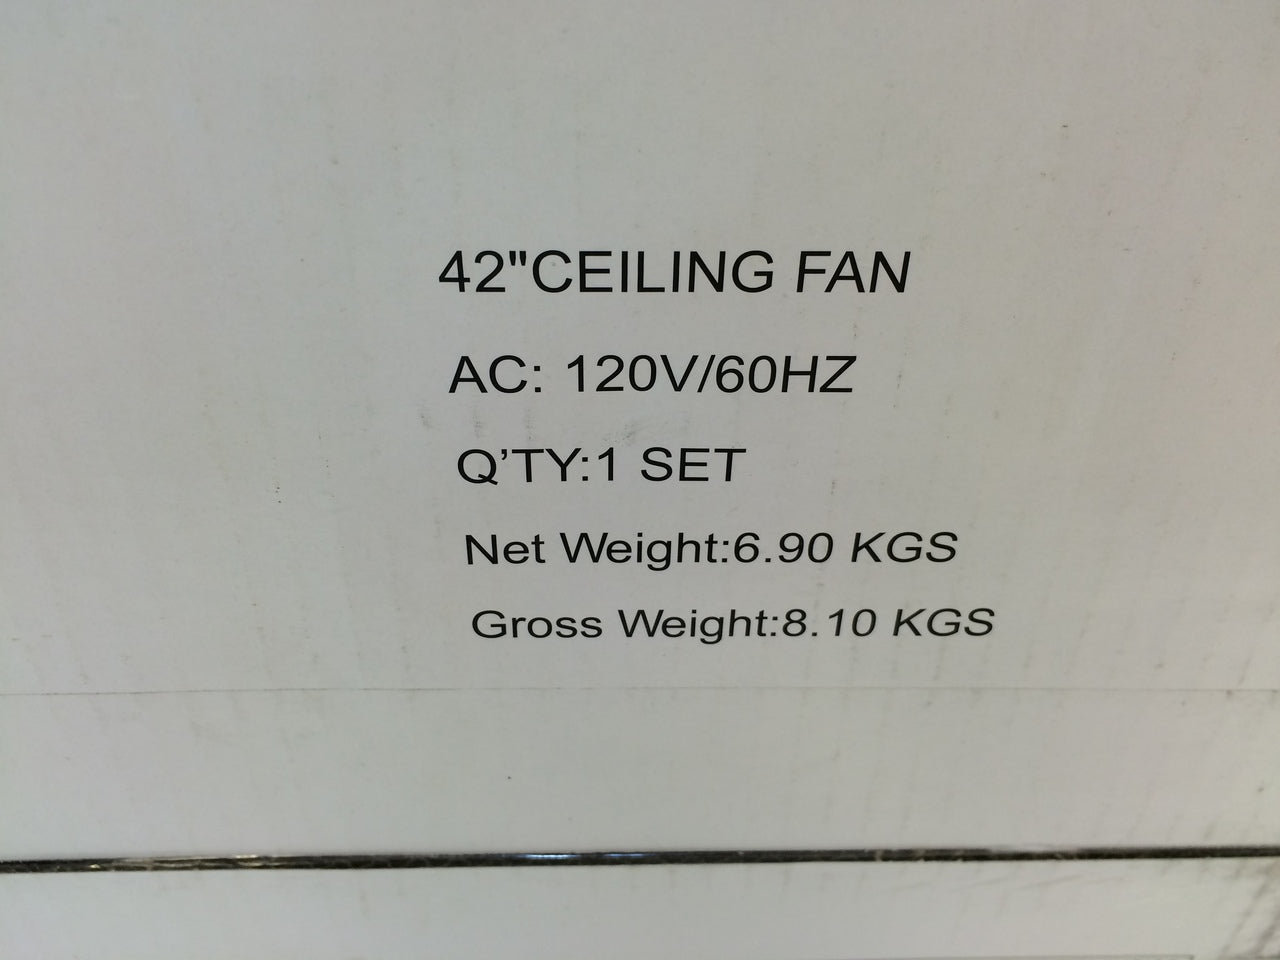 42"CEILING FAN
AC: 120V/60HZ
Q’TY:1 SET
Net Weight:6.90 KGS
Gross Weight:8.10 KGS